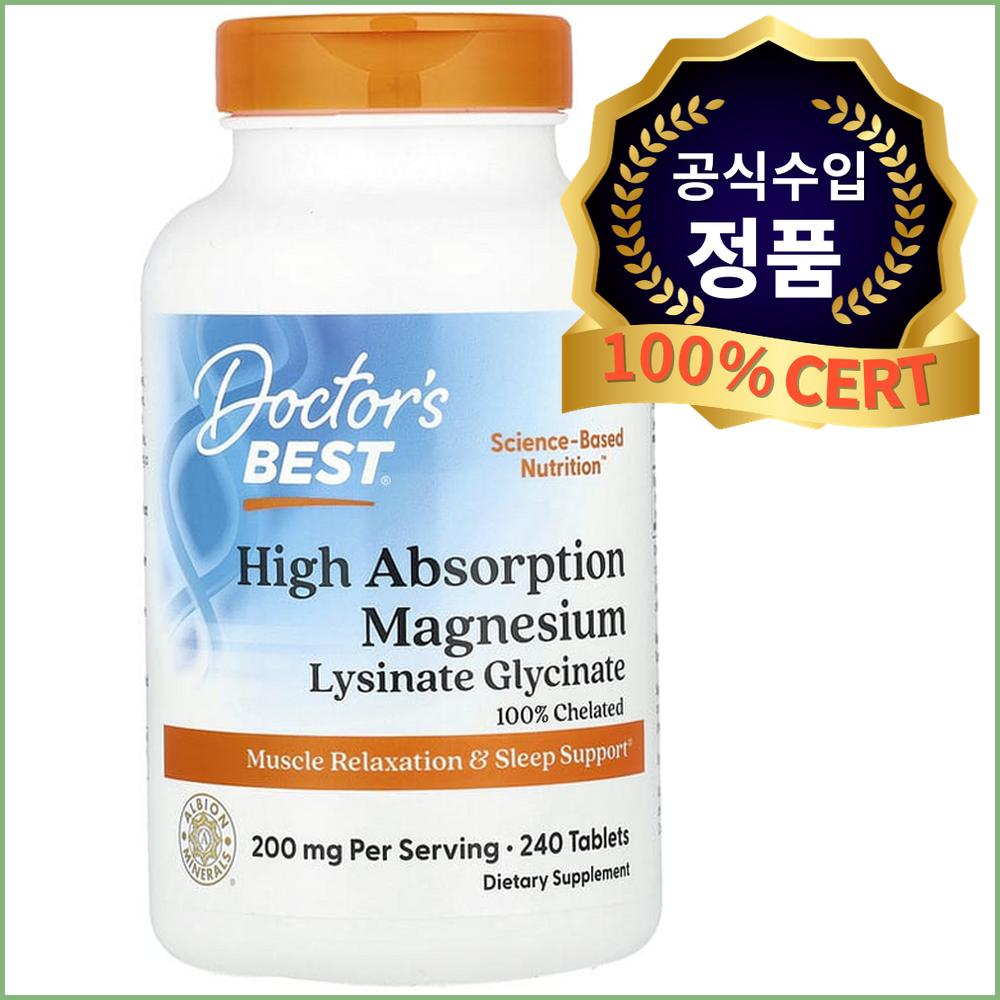 공식수입
정품
100% CERT
Doctor's
BEST®
Science-Based
Nutrition™
High Absorption
Magnesium
Lysinate Glycinate
100% Chelated
Muscle Relaxation & Sleep Support
200 mg Per Serving • 240 Tablets
Dietary Supplement
ALBION
MINERALS®